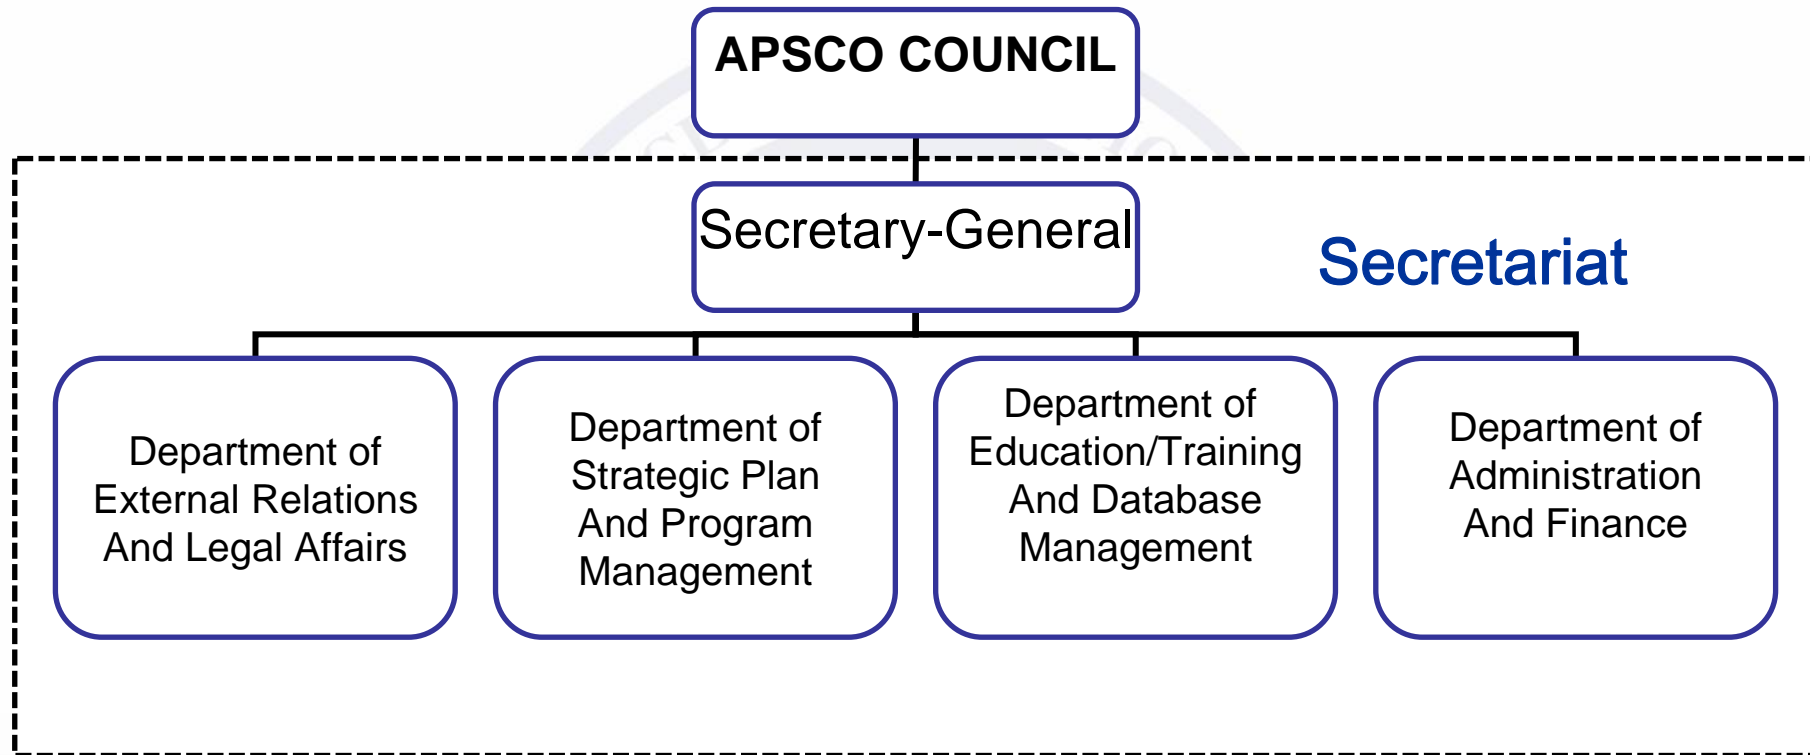 APSCO COUNCIL
Secretary-General
Secretariat
Department of
External Relations
And Legal Affairs
Department of
Strategic Plan
And Program
Management
Department of
Education/Training
And Database
Management
Department of
Administration
And Finance